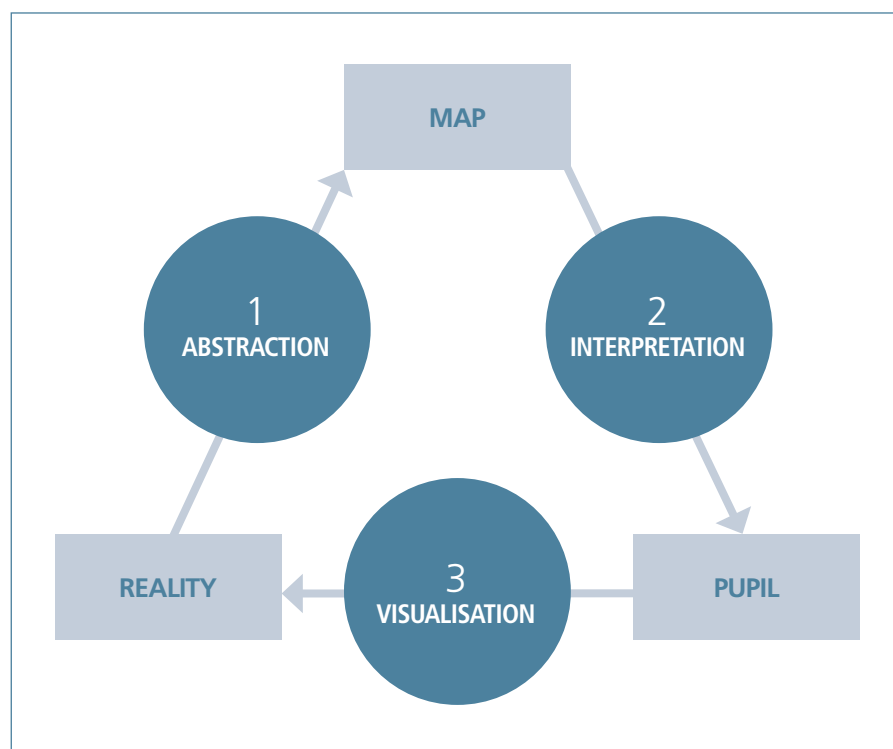 MAP
1
ABSTRACTION
2
INTERPRETATION
REALITY
3
VISUALISATION
PUPIL